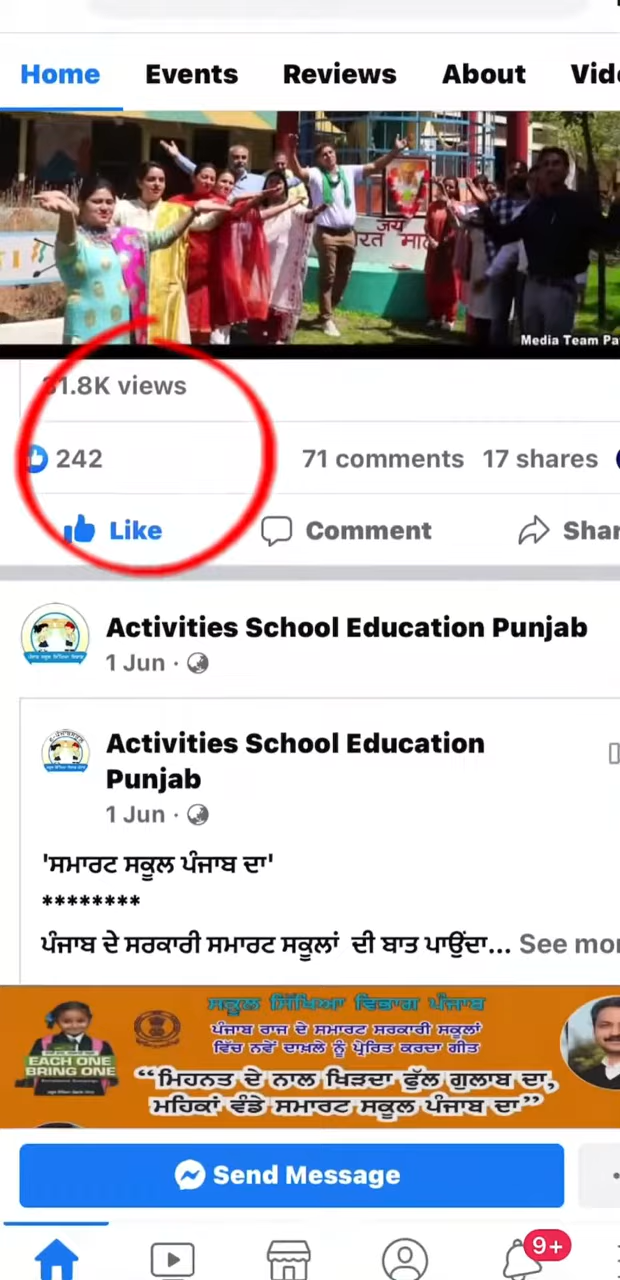 Home Events Reviews About
जय
Media Team
31.8K views
242 71 comments 17 shares
Like Comment Shar
Activities School Education Punjab
1 Jun ·
Activities School Education
Punjab
1 Jun ·
'ਸਮਾਰਟ ਸਕੂਲ ਪੰਜਾਬ ਦਾ'
********
ਪੰਜਾਬ ਦੇ ਸਰਕਾਰੀ ਸਮਾਰਟ ਸਕੂਲਾਂ ਦੀ ਬਾਤ ਪਾਉਂਦਾ... See mor
ਸਕੂਲ ਸਿੱਖਿਆ ਵਿਭਾਗ ਪੰਜਾਬ
ਪੰਜਾਬ ਰਾਜ ਦੇ ਸਮਾਰਟ ਸਰਕਾਰੀ ਸਕੂਲਾਂ
ਵਿੱਚ ਨਵੇਂ ਦਾਖ਼ਲੇ ਨੂੰ ਪ੍ਰੇਰਿਤ ਕਰਦਾ ਗੀਤ
EACH ONE
BRING ONE
“ਮਿਹਨਤ ਦੇ ਨਾਲ ਖਿੜਦਾ ਫੁੱਲ ਗੁਲਾਬ ਦਾ,
ਮਹਿਕਾਂ ਵੰਡੇ ਸਮਾਰਟ ਸਕੂਲ ਪੰਜਾਬ ਦਾ”
Send Message
9+